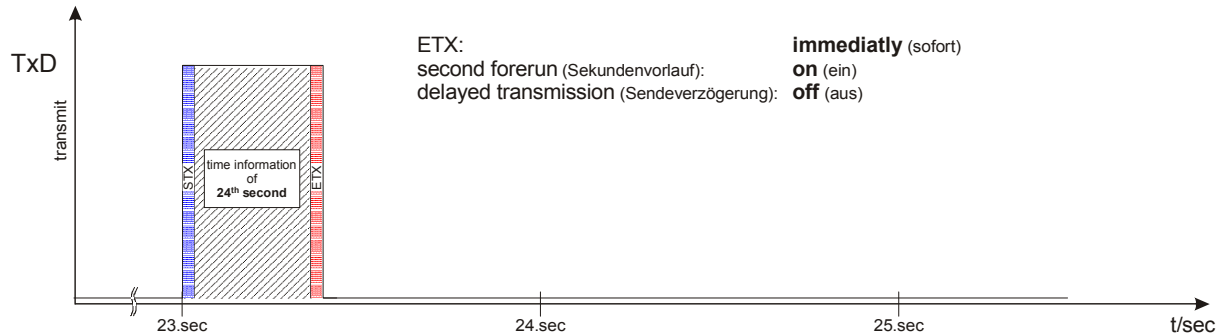 ETX: immediatly (sofort)
TxD
second forerun (Sekundenvorlauf): on (ein)
delayed transmission (Sendeverzögerung): off (aus)
transmit
STX
time information
of
24th second
ETX
23.sec 24.sec 25.sec t/sec